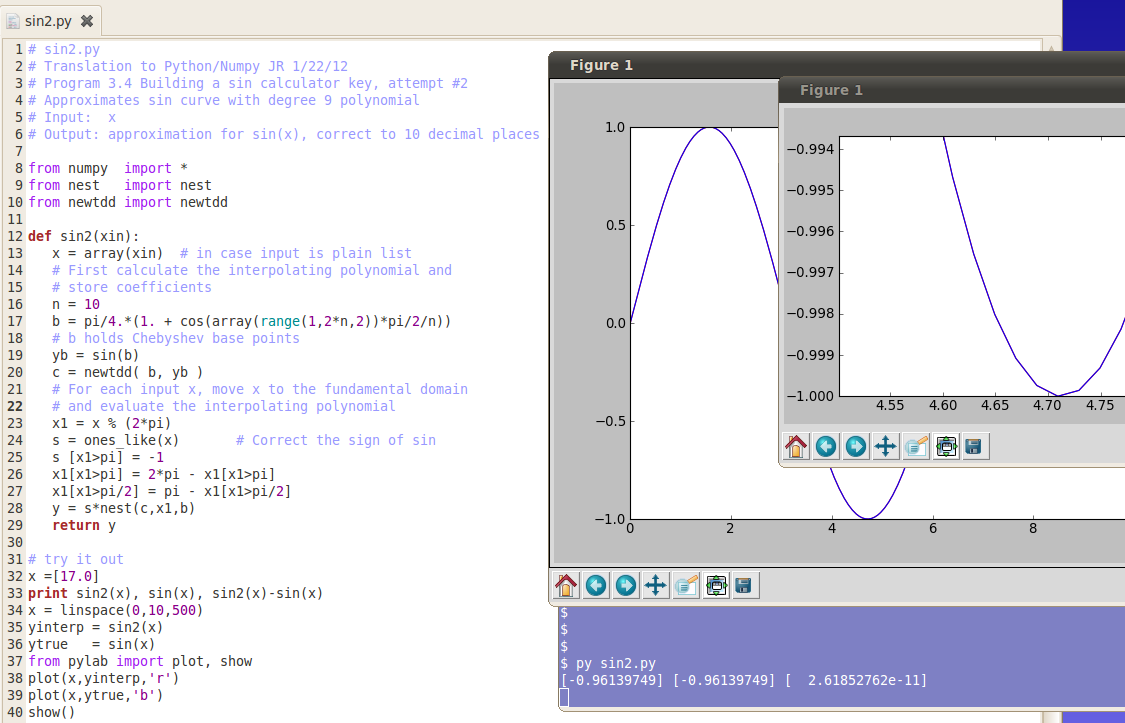 sin2.py
1 # sin2.py
2 # Translation to Python/Numpy JR 1/22/12
3 # Program 3.4 Building a sin calculator key, attempt #2
4 # Approximates sin curve with degree 9 polynomial
5 # Input:  x
6 # Output: approximation for sin(x), correct to 10 decimal places
7
8 from numpy  import *
9 from nest   import nest
10 from newtdd import newtdd
11
12 def sin2(xin):
13    x = array(xin)  # in case input is plain list
14    # First calculate the interpolating polynomial and
15    # store coefficients
16    n = 10
17    b = pi/4.*(1. + cos(array(range(1,2*n,2))*pi/2/n))
18    # b holds Chebyshev base points
19    yb = sin(b)
20    c = newtdd( b, yb )
21    # For each input x, move x to the fundamental domain
22    # and evaluate the interpolating polynomial
23    x1 = x % (2*pi)
24    s = ones_like(x)       # Correct the sign of sin
25    s [x1>pi] = -1
26    x1[x1>pi] = 2*pi - x1[x1>pi]
27    x1[x1>pi/2] = pi - x1[x1>pi/2]
28    y = s*nest(c,x1,b)
29    return y
30
31 # try it out
32 x =[17.0]
33 print sin2(x), sin(x), sin2(x)-sin(x)
34 x = linspace(0,10,500)
35 yinterp = sin2(x)
36 ytrue   = sin(x)
37 from pylab import plot, show
38 plot(x,yinterp,'r')
39 plot(x,ytrue,'b')
40 show()
Figure 1
1.0
0.5
0.0
−0.5
−1.0
0 2 4 6 8
Figure 1
−0.994
−0.995
−0.996
−0.997
−0.998
−0.999
−1.000
4.55 4.60 4.65 4.70 4.75
$
$
$
$ py sin2.py
[-0.96139749] [-0.96139749] [  2.61852762e-11]